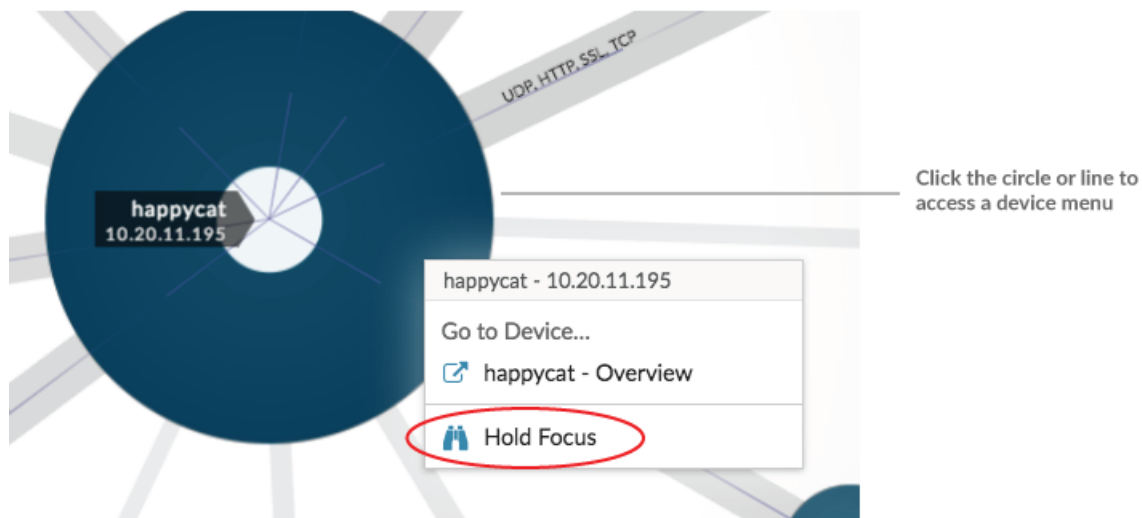 UDP, HTTP, SSL, TCP
Click the circle or line to
access a device menu
happycat
10.20.11.195
happycat - 10.20.11.195
Go to Device...
happycat - Overview
Hold Focus